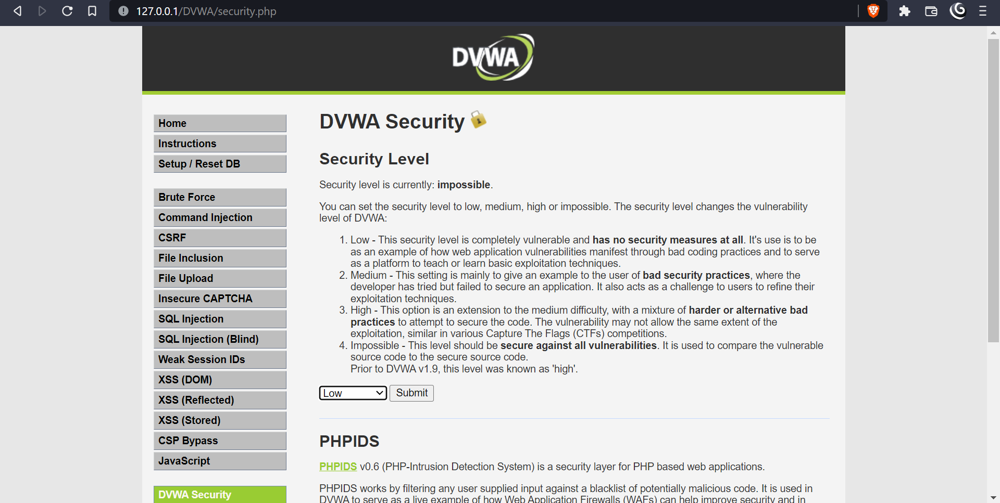 127.0.0.1/DVWA/security.php
DVWA
Home
Instructions
Setup / Reset DB
Brute Force
Command Injection
CSRF
File Inclusion
File Upload
Insecure CAPTCHA
SQL Injection
SQL Injection (Blind)
Weak Session IDs
XSS (DOM)
XSS (Reflected)
XSS (Stored)
CSP Bypass
JavaScript
DVWA Security
DVWA Security
Security Level
Security level is currently: impossible.
You can set the security level to low, medium, high or impossible. The security level changes the vulnerability
level of DVWA:
1. Low - This security level is completely vulnerable and has no security measures at all. It's use is to be
as an example of how web application vulnerabilities manifest through bad coding practices and to serve
as a platform to teach or learn basic exploitation techniques.
2. Medium - This setting is mainly to give an example to the user of bad security practices, where the
developer has tried but failed to secure an application. It also acts as a challenge to users to refine their
exploitation techniques.
3. High - This option is an extension to the medium difficulty, with a mixture of harder or alternative bad
practices to attempt to secure the code. The vulnerability may not allow the same extent of the
exploitation, similar in various Capture The Flags (CTFs) competitions.
4. Impossible - This level should be secure against all vulnerabilities. It is used to compare the vulnerable
source code to the secure source code.
Prior to DVWA v1.9, this level was known as 'high'.
Low
Submit
PHPIDS
PHPIDS v0.6 (PHP-Intrusion Detection System) is a security layer for PHP based web applications.
PHPIDS works by filtering any user supplied input against a blacklist of potentially malicious code. It is used in
DVWA to serve as a live example of how Web Application Firewalls (WAFs) can help improve security and in